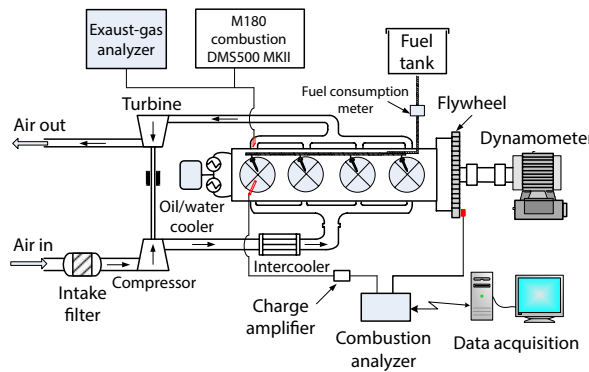 Exaust-gas
analyzer
M180
combustion
DMS500 MKII
Fuel
tank
Fuel consumption
meter
Flywheel
Dynamometer
Turbine
Air out
Oil/water
cooler
Air in
Intake
filter
Compressor
Intercooler
Charge
amplifier
Combustion
analyzer
Data acquisition